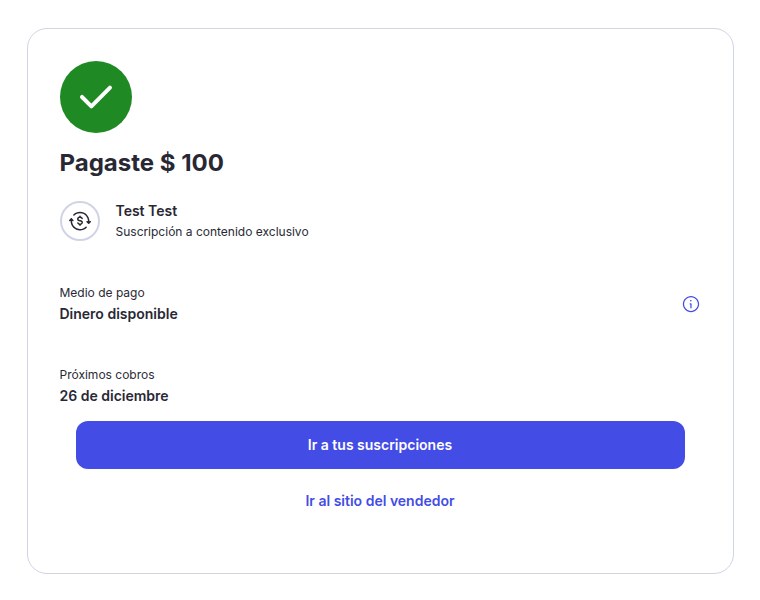 Pagaste $ 100
Test Test
Suscripción a contenido exclusivo
Medio de pago
Dinero disponible
Próximos cobros
26 de diciembre
Ir a tus suscripciones
Ir al sitio del vendedor